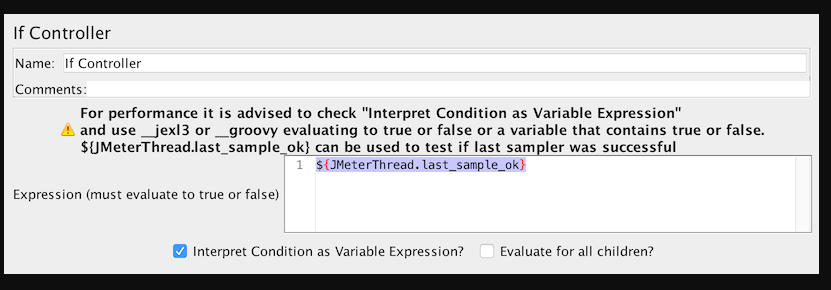 If Controller
Name: If Controller
Comments:
For performance it is advised to check "Interpret Condition as Variable Expression"
and use __jexl3 or __groovy evaluating to true or false or a variable that contains true or false.
${JMeterThread.last_sample_ok} can be used to test if last sampler was successful
1 ${JMeterThread.last_sample_ok}
Expression (must evaluate to true or false)
Interpret Condition as Variable Expression? Evaluate for all children?